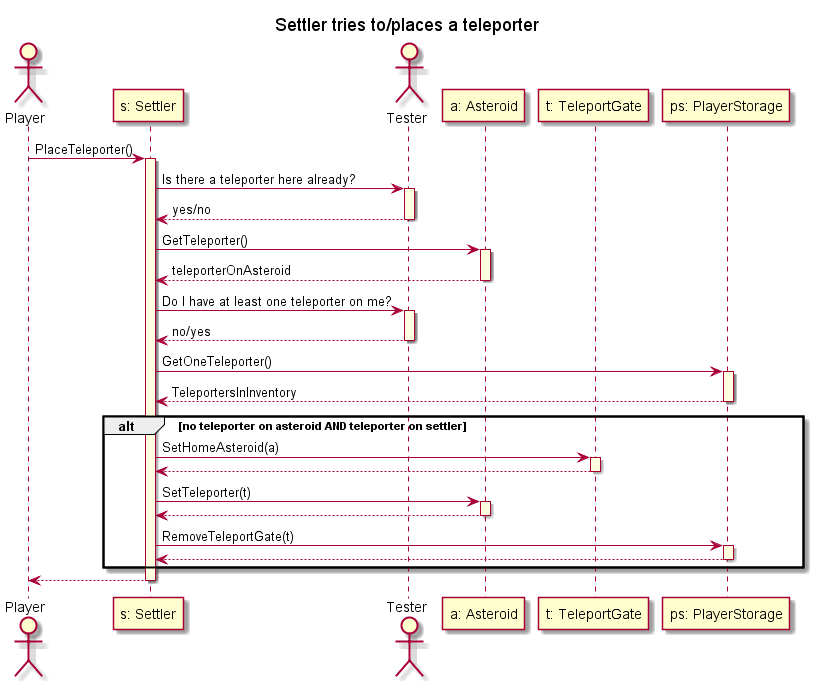 Settler tries to/places a teleporter
Player
s: Settler
Tester
a: Asteroid
t: TeleportGate
ps: PlayerStorage
PlaceTeleporter()
Is there a teleporter here already?
yes/no
GetTeleporter()
teleporterOnAsteroid
Do I have at least one teleporter on me?
no/yes
GetOneTeleporter()
TeleportersInInventory
alt [no teleporter on asteroid AND teleporter on settler]
SetHomeAsteroid(a)
SetTeleporter(t)
RemoveTeleportGate(t)
Player
s: Settler
Tester
a: Asteroid
t: TeleportGate
ps: PlayerStorage